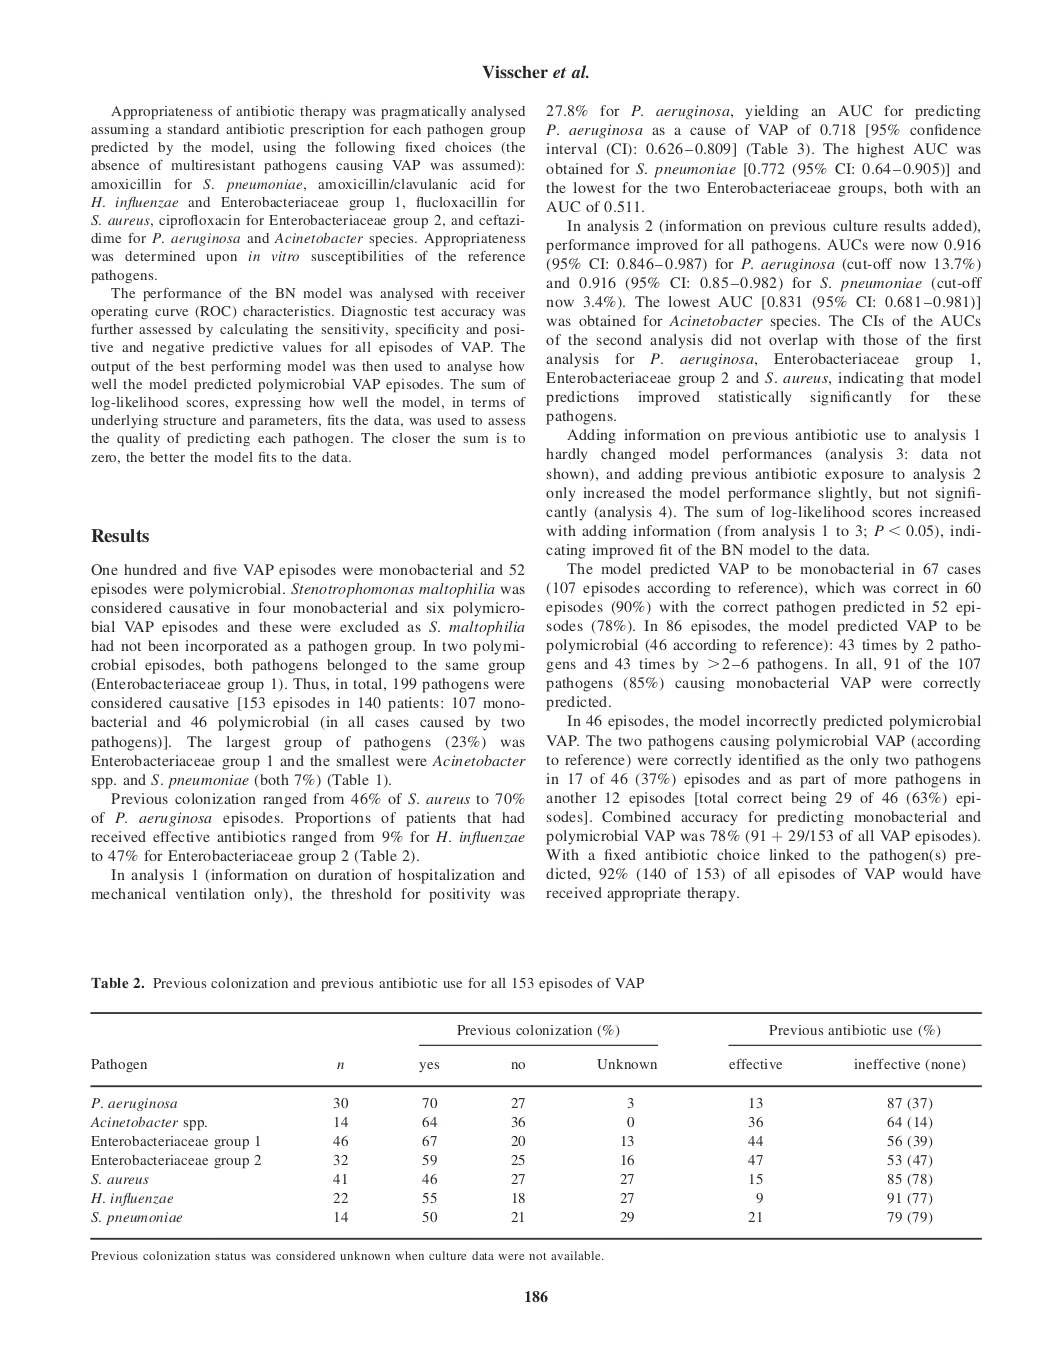 Visscher et al.
Appropriateness of antibiotic therapy was pragmatically analysed
assuming a standard antibiotic prescription for each pathogen group
predicted by the model, using the following fixed choices (the
absence of multiresistant pathogens causing VAP was assumed):
amoxicillin for S. pneumoniae, amoxicillin/clavulanic acid for
H. influenzae and Enterobacteriaceae group 1, flucloxacillin for
S. aureus, ciprofloxacin for Enterobacteriaceae group 2, and ceftazi-
dime for P. aeruginosa and Acinetobacter species. Appropriateness
was determined upon in vitro susceptibilities of the reference
pathogens.
The performance of the BN model was analysed with receiver
operating curve (ROC) characteristics. Diagnostic test accuracy was
further assessed by calculating the sensitivity, specificity and posi-
tive and negative predictive values for all episodes of VAP. The
output of the best performing model was then used to analyse how
well the model predicted polymicrobial VAP episodes. The sum of
log-likelihood scores, expressing how well the model, in terms of
underlying structure and parameters, fits the data, was used to assess
the quality of predicting each pathogen. The closer the sum is to
zero, the better the model fits to the data.
Results
One hundred and five VAP episodes were monobacterial and 52
episodes were polymicrobial. Stenotrophomonas maltophilia was
considered causative in four monobacterial and six polymicro-
bial VAP episodes and these were excluded as S. maltophilia
had not been incorporated as a pathogen group. In two polymi-
crobial episodes, both pathogens belonged to the same group
(Enterobacteriaceae group 1). Thus, in total, 199 pathogens were
considered causative [153 episodes in 140 patients: 107 mono-
bacterial and 46 polymicrobial (in all cases caused by two
pathogens)]. The largest group of pathogens (23%) was
Enterobacteriaceae group 1 and the smallest were Acinetobacter
spp. and S. pneumoniae (both 7%) (Table 1).
Previous colonization ranged from 46% of S. aureus to 70%
of P. aeruginosa episodes. Proportions of patients that had
received effective antibiotics ranged from 9% for H. influenzae
to 47% for Enterobacteriaceae group 2 (Table 2).
In analysis 1 (information on duration of hospitalization and
mechanical ventilation only), the threshold for positivity was
27.8% for P. aeruginosa, yielding an AUC for predicting
P. aeruginosa as a cause of VAP of 0.718 [95% confidence
interval (CI): 0.626–0.809] (Table 3). The highest AUC was
obtained for S. pneumoniae [0.772 (95% CI: 0.64–0.905)] and
the lowest for the two Enterobacteriaceae groups, both with an
AUC of 0.511.
In analysis 2 (information on previous culture results added),
performance improved for all pathogens. AUCs were now 0.916
(95% CI: 0.846–0.987) for P. aeruginosa (cut-off now 13.7%)
and 0.916 (95% CI: 0.85–0.982) for S. pneumoniae (cut-off
now 3.4%). The lowest AUC [0.831 (95% CI: 0.681–0.981)]
was obtained for Acinetobacter species. The CIs of the AUCs
of the second analysis did not overlap with those of the first
analysis for P. aeruginosa, Enterobacteriaceae group 1,
Enterobacteriaceae group 2 and S. aureus, indicating that model
predictions improved statistically significantly for these
pathogens.
Adding information on previous antibiotic use to analysis 1
hardly changed model performances (analysis 3: data not
shown), and adding previous antibiotic exposure to analysis 2
only increased the model performance slightly, but not signifi-
cantly (analysis 4). The sum of log-likelihood scores increased
with adding information (from analysis 1 to 3; P < 0.05), indi-
cating improved fit of the BN model to the data.
The model predicted VAP to be monobacterial in 67 cases
(107 episodes according to reference), which was correct in 60
episodes (90%) with the correct pathogen predicted in 52 epi-
sodes (78%). In 86 episodes, the model predicted VAP to be
polymicrobial (46 according to reference): 43 times by 2 patho-
gens and 43 times by >2–6 pathogens. In all, 91 of the 107
pathogens (85%) causing monobacterial VAP were correctly
predicted.
In 46 episodes, the model incorrectly predicted polymicrobial
VAP. The two pathogens causing polymicrobial VAP (according
to reference) were correctly identified as the only two pathogens
in 17 of 46 (37%) episodes and as part of more pathogens in
another 12 episodes [total correct being 29 of 46 (63%) epi-
sodes]. Combined accuracy for predicting monobacterial and
polymicrobial VAP was 78% (91 + 29/153 of all VAP episodes).
With a fixed antibiotic choice linked to the pathogen(s) pre-
dicted, 92% (140 of 153) of all episodes of VAP would have
received appropriate therapy.
Table 2. Previous colonization and previous antibiotic use for all 153 episodes of VAP
Previous colonization (%) Previous antibiotic use (%)
Pathogen n yes no Unknown effective ineffective (none)
P. aeruginosa 30 70 27 3 13 87 (37)
Acinetobacter spp. 14 64 36 0 36 64 (14)
Enterobacteriaceae group 1 46 67 20 13 44 56 (39)
Enterobacteriaceae group 2 32 59 25 16 47 53 (47)
S. aureus 41 46 27 27 15 85 (78)
H. influenzae 22 55 18 27 9 91 (77)
S. pneumoniae 14 50 21 29 21 79 (79)
Previous colonization status was considered unknown when culture data were not available.
186